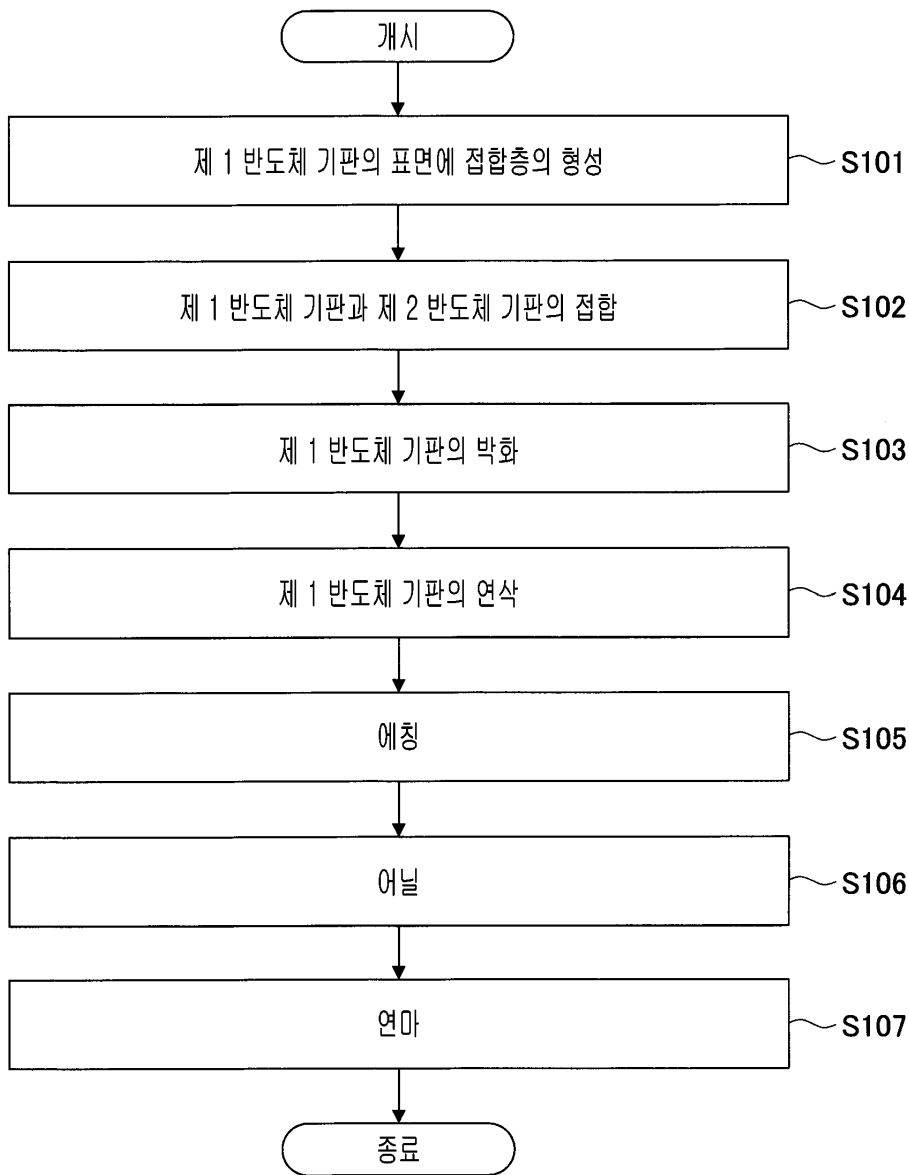 개시
제 1 반도체 기판의 표면에 접합층의 형성
S101
제 1 반도체 기판과 제 2 반도체 기판의 접합
S102
제 1 반도체 기판의 박화
S103
제 1 반도체 기판의 연삭
S104
에칭
S105
어닐
S106
연마
S107
종료